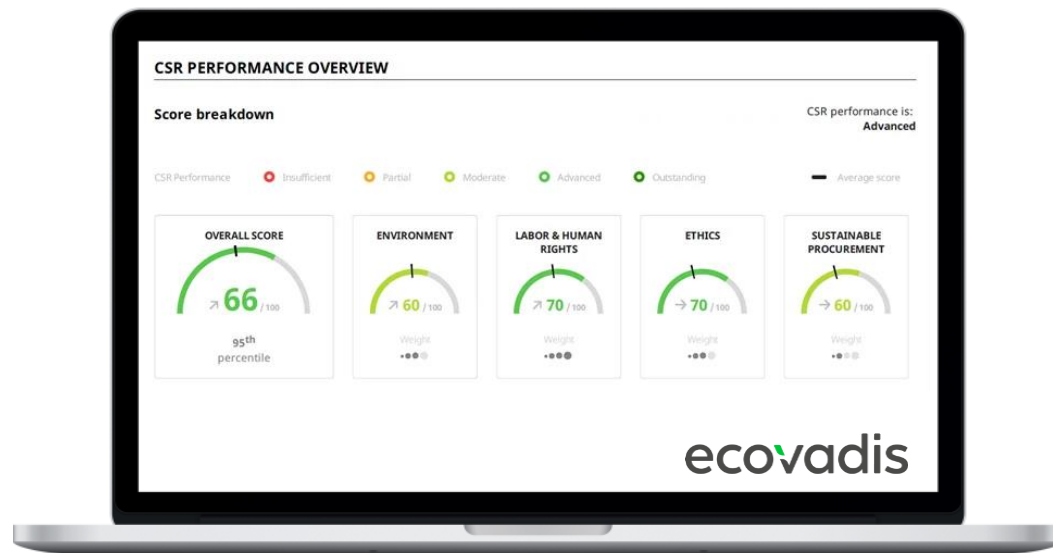 CSR PERFORMANCE OVERVIEW
Score breakdown
CSR performance is:
Advanced
CSR Performance
Insufficient
Partial
Moderate
Advanced
Outstanding
Average score
OVERALL SCORE
66 / 100
95th
percentile
ENVIRONMENT
60 / 100
Weight
LABOR & HUMAN
RIGHTS
70 / 100
Weight
ETHICS
70 / 100
Weight
SUSTAINABLE
PROCUREMENT
60 / 100
Weight
ecovadis